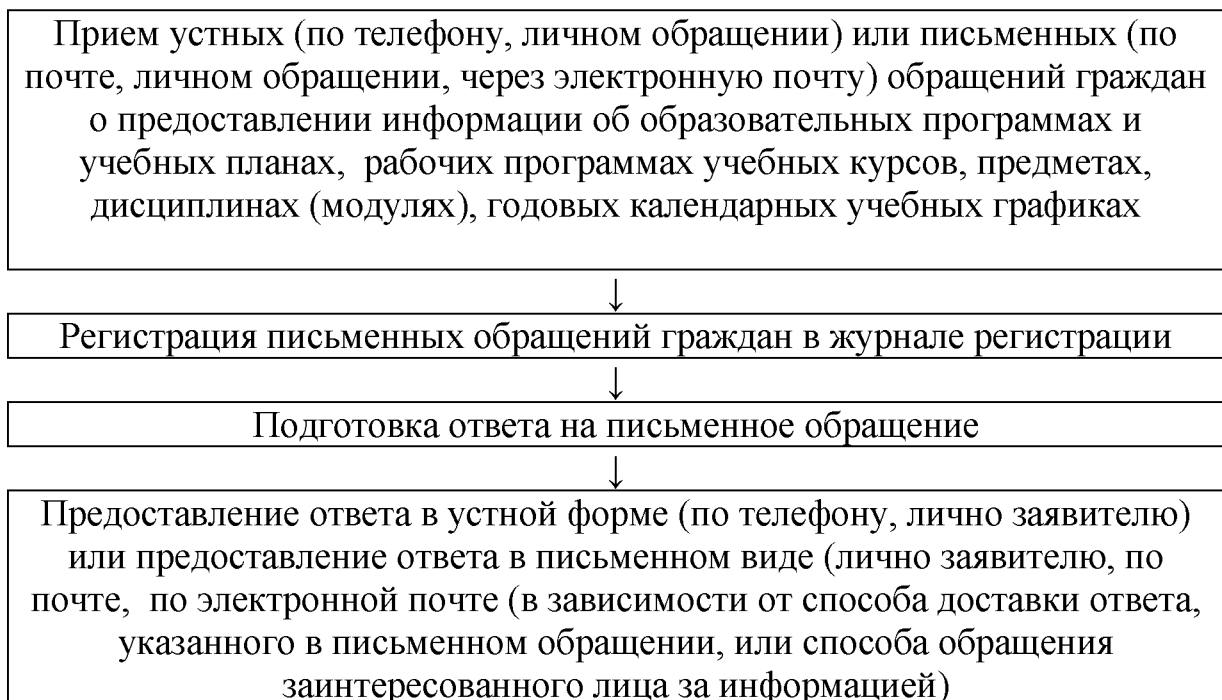 Прием устных (по телефону, личном обращении) или письменных (по
почте, личном обращении, через электронную почту) обращений граждан
о предоставлении информации об образовательных программах и
учебных планах,  рабочих программах учебных курсов, предметах,
дисциплинах (модулях), годовых календарных учебных графиках
↓
Регистрация письменных обращений граждан в журнале регистрации
↓
Подготовка ответа на письменное обращение
↓
Предоставление ответа в устной форме (по телефону, лично заявителю)
или предоставление ответа в письменном виде (лично заявителю, по
почте,  по электронной почте (в зависимости от способа доставки ответа,
указанного в письменном обращении, или способа обращения
заинтересованного лица за информацией)